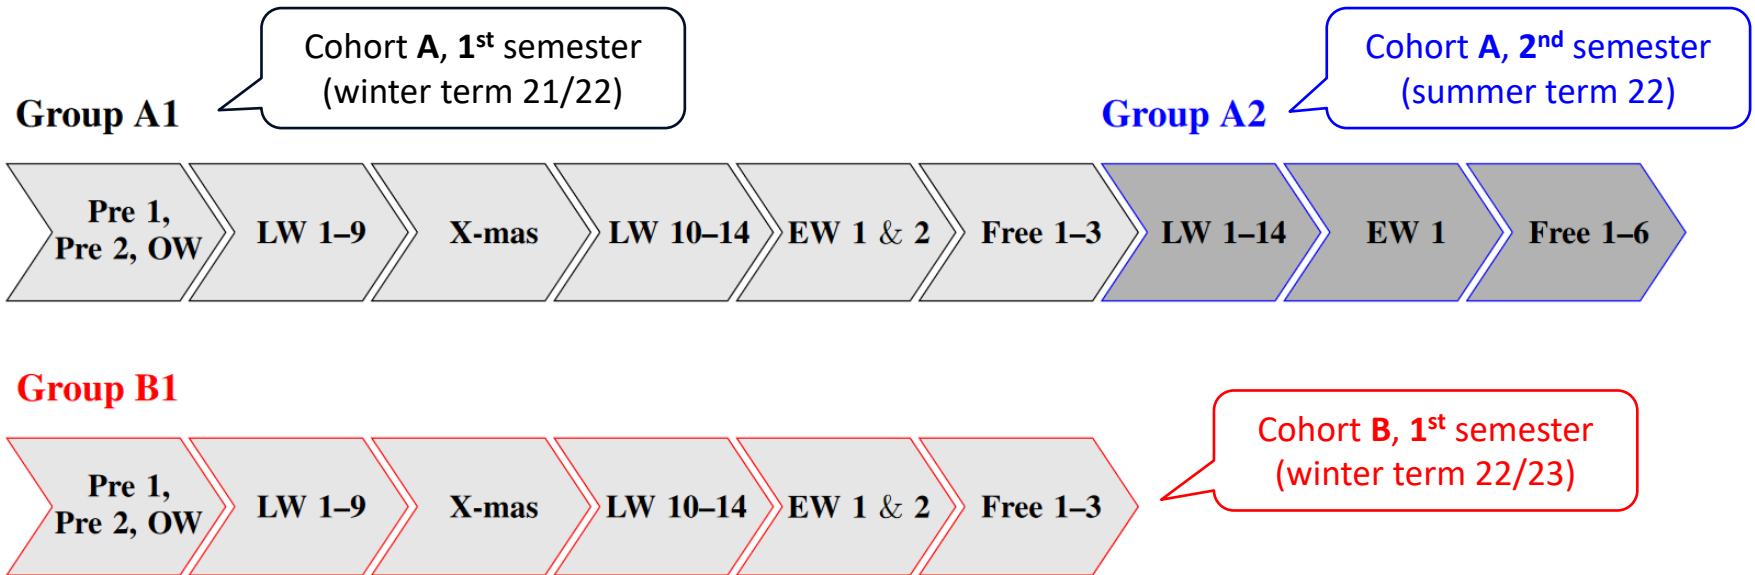 Cohort A, 1st semester
(winter term 21/22)
Cohort A, 2nd semester
(summer term 22)
Group A1
Group A2
Pre 1,
Pre 2, OW
LW 1–9
X-mas
LW 10–14
EW 1 & 2
Free 1–3
LW 1–14
EW 1
Free 1–6
Group B1
Cohort B, 1st semester
(winter term 22/23)
Pre 1,
Pre 2, OW
LW 1–9
X-mas
LW 10–14
EW 1 & 2
Free 1–3